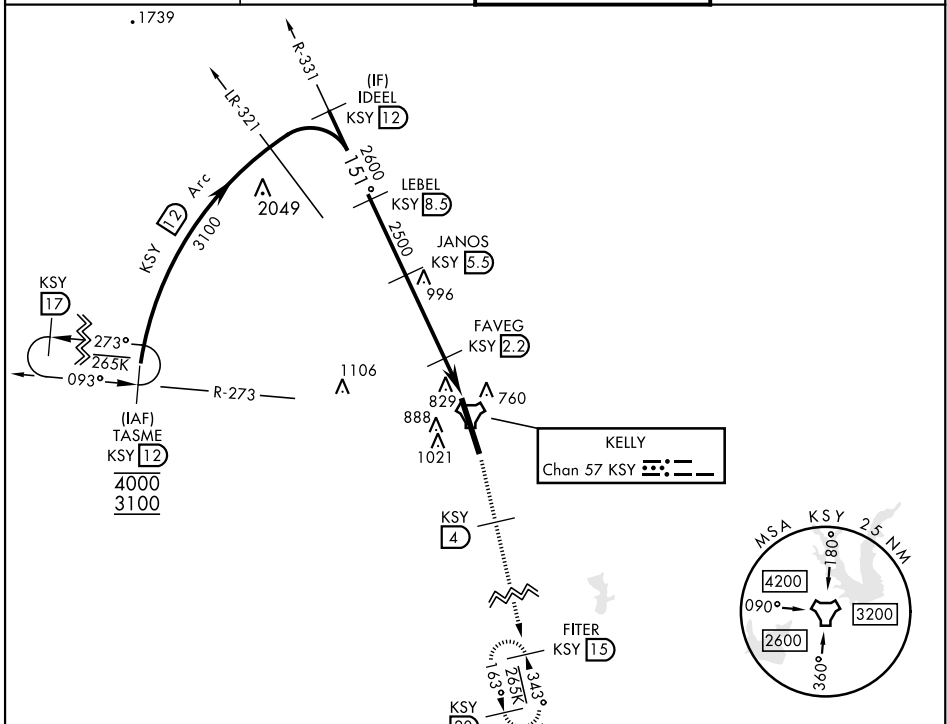 .1739
R-331
(IF)
IDEEL
KSY 12
LR-321
2600
151°
KSY 12 Arc
3100
2049
LEBEL
KSY 8.5
2500
JANOS
KSY 5.5
996
KSY
17
273°
265K
093°
R-273
1106
FAVEG
KSY 2.2
829
760
888
1021
(IAF)
TASME
KSY 12
4000
3100
KELLY
Chan 57 KSY
KSY
4
MSA KSY 25 NM
180°
4200
090°
3200
2600
360°
FITER
KSY 15
163°
265K
343°
KSY